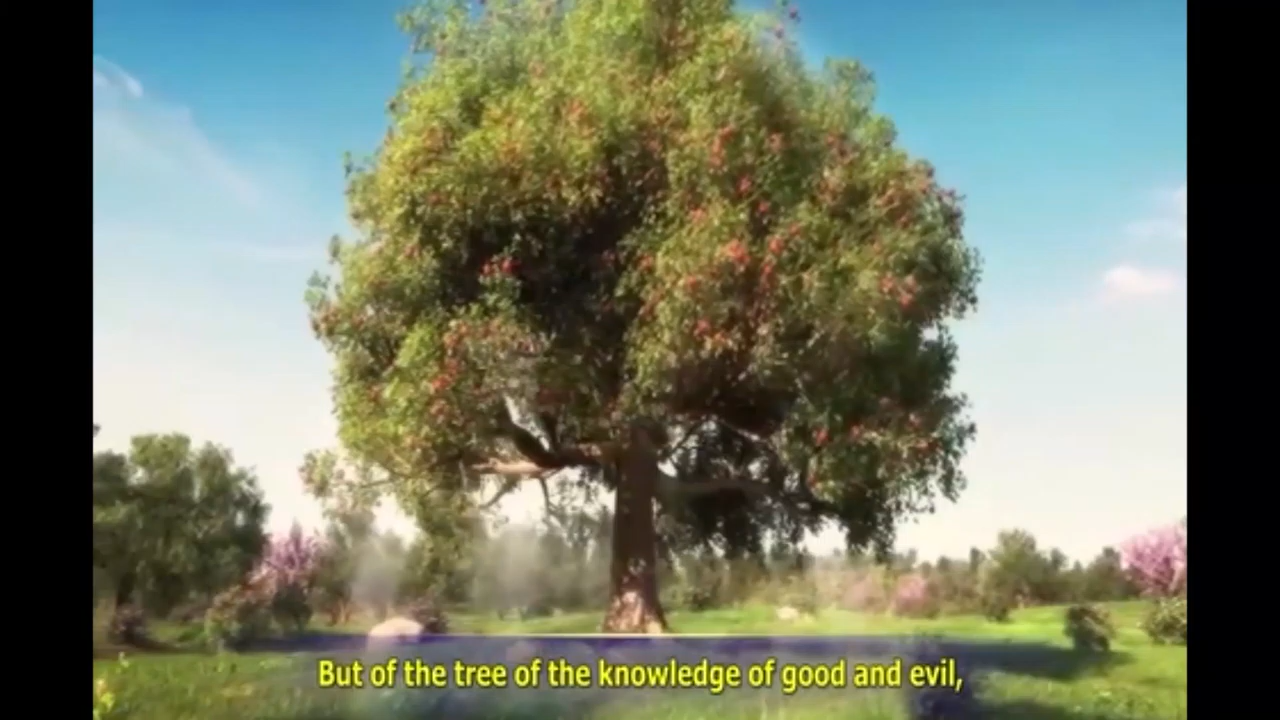 But of the tree of the knowledge of good and evil,